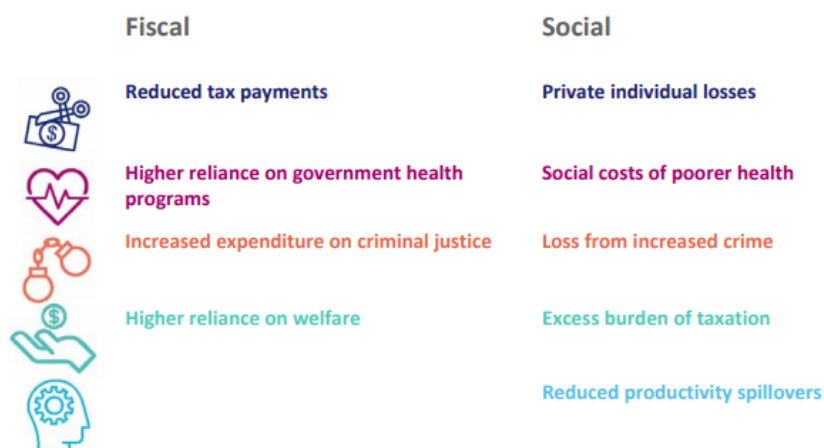 Fiscal Social
Reduced tax payments Private individual losses
$
Higher reliance on government health Social costs of poorer health
programs
Increased expenditure on criminal justice Loss from increased crime
$
Higher reliance on welfare Excess burden of taxation
Reduced productivity spillovers